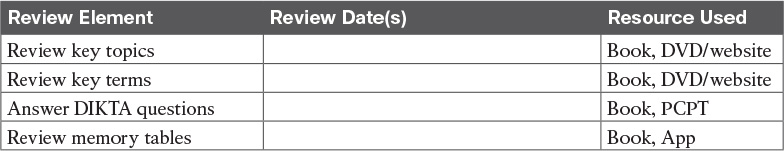 Review Element Review Date(s) Resource Used
Review key topics Book, DVD/website
Review key terms Book, DVD/website
Answer DIKTA questions Book, PCPT
Review memory tables Book, App